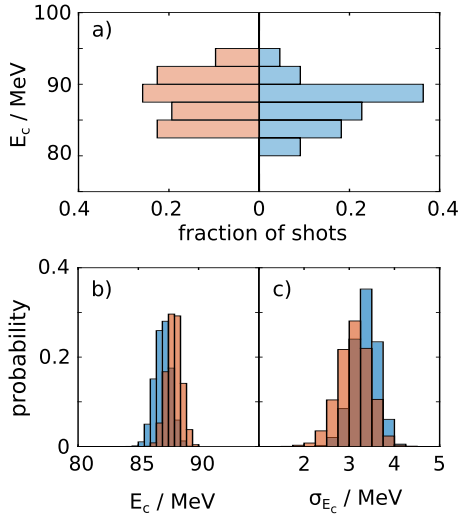 100
a)
90
80
E_c / MeV
0.4 0.2 0 0.2 0.4
fraction of shots
0.4
b) c)
0.2
0
probability
80 85 90 2 3 4 5
E_c / MeV σ_E_c / MeV